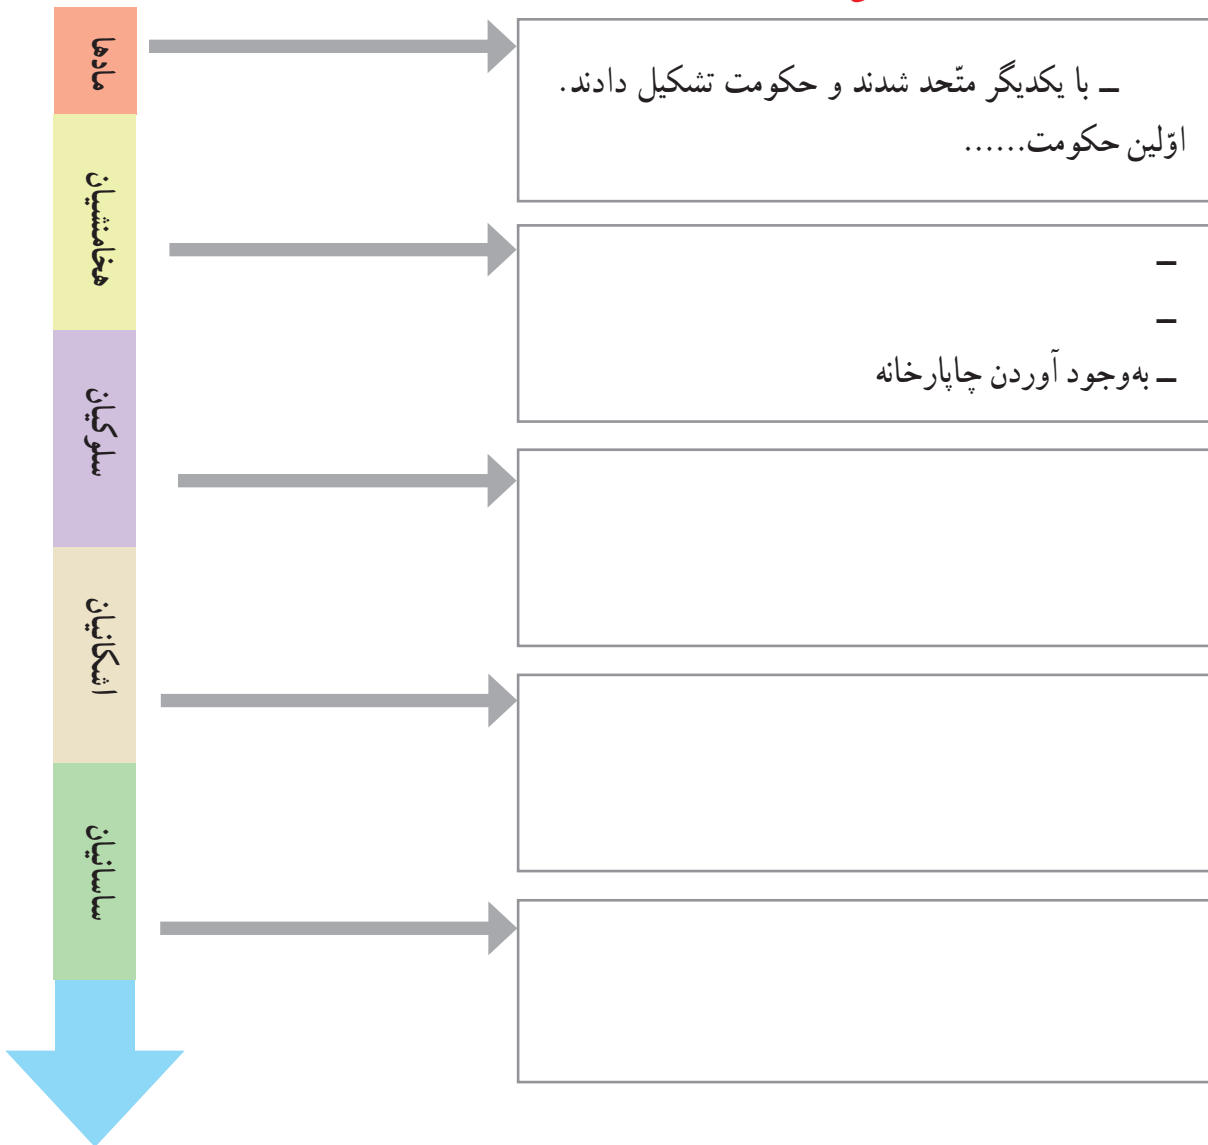 مادها
ــ با یکدیگر متّحد شدند و حکومت تشکیل دادند.
اوّلین حکومت......
هخامنشیان
ــ
ــ
ــ به‌وجود آوردن چاپارخانه
سلوکیان
اشکانیان
ساسانیان